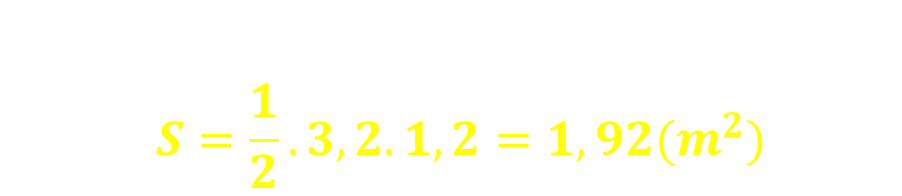 S = 1/2 . 3, 2. 1, 2 = 1, 92(m²)